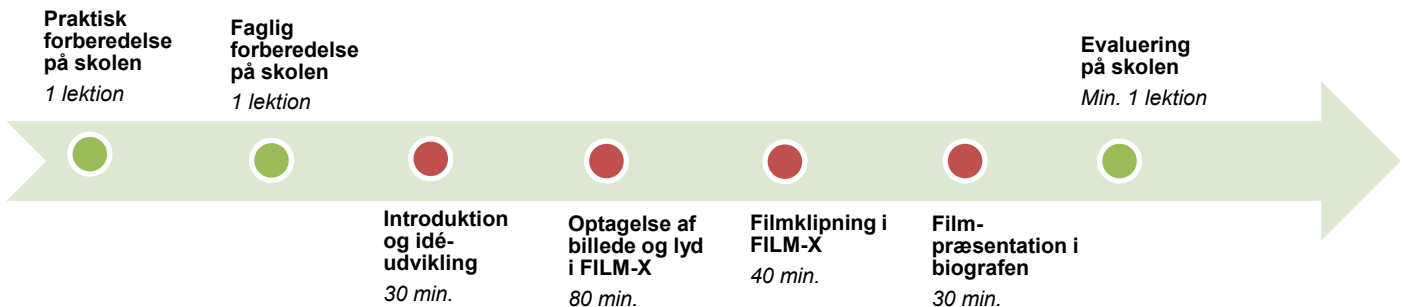 Praktisk
forberedelse
på skolen
1 lektion
Faglig
forberedelse
på skolen
1 lektion
Introduktion
og idé-
udvikling
30 min.
Optagelse af
billede og lyd
i FILM-X
80 min.
Filmklipning i
FILM-X
40 min.
Film-
præsentation i
biografen
30 min.
Evaluering
på skolen
Min. 1 lektion